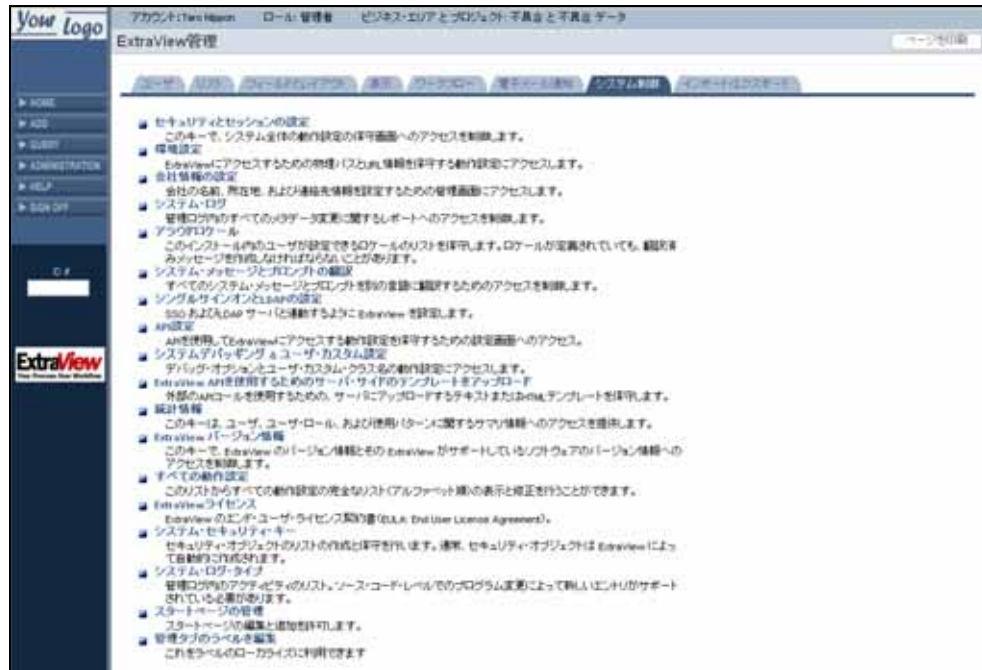 Your Logo
アカウント:Taro Nippon ロール: 管理者 ビジネス・エリア と プロジェクト: 不具合 と 不具合 データ
ExtraView管理
ページを印刷
ユーザ リスト フィールドとレイアウト 表示 ワークフロー 電子メール通知 システム制御 インポート/エクスポート
HOME
ADD
QUERY
ADMINISTRATION
HELP
SIGN OFF
ID #
ExtraView
Your Process Your Workflow
セキュリティとセッションの設定
このキーで、システム全体の動作設定の保守画面へのアクセスを制御します。
環境設定
ExtraViewにアクセスするための物理パスとURL情報を保守する動作設定にアクセスします。
会社情報の設定
会社の名前、所在地、および連絡先情報を設定するための管理画面にアクセスします。
システム・ログ
管理ログ内のすべてのメタデータ変更に関するレポートへのアクセスを制御します。
アラウドロケール
このインストール内のユーザが設定できるロケールのリストを保守します。ロケールが定義されていても、翻訳済
みメッセージを作成しなければならないことがあります。
システム・メッセージとプロンプトの翻訳
すべてのシステム・メッセージとプロンプトを別の言語に翻訳するためのアクセスを制御します。
シングルサインオンとLDAPの設定
SSO およびLDAP サーバと連動するように ExtraView を設定します。
API設定
APIを使用してExtraViewにアクセスする動作設定を保守するための設定画面へのアクセス。
システムデバッギング & ユーザ・カスタム設定
デバッグ・オプションとユーザ・カスタム・クラス名の動作設定にアクセスします。
ExtraView APIを使用するためのサーバ・サイドのテンプレートをアップロード
外部のAPIコールを使用するための、サーバにアップロードするテキストまたはHTMLテンプレートを保守します。
統計情報
このキーは、ユーザ、ユーザ・ロール、および使用パターンに関するサマリ情報へのアクセスを提供します。
ExtraView バージョン情報
このキーで、ExtraView のバージョン情報とその ExtraView がサポートしているソフトウェアのバージョン情報への
アクセスを制御します。
すべての動作設定
このリストからすべての動作設定の完全なリスト(アルファベット順)の表示と修正を行うことができます。
ExtraViewライセンス
ExtraView のエンド・ユーザ・ライセンス契約書(EULA: End User License Agreement)。
システム・セキュリティ・キー
セキュリティ・オブジェクトのリストの作成と保守を行います。通常、セキュリティ・オブジェクトは ExtraView によっ
て自動的に作成されます。
システム・ログ・タイプ
管理ログ内のアクティビティのリスト。ソース・コード・レベルでのプログラム変更によって新しいエントリがサポート
されている必要があります。
スタートページの管理
スタートページの編集と追加を許可します。
管理タブのラベルを編集
これをラベルのローカライズに利用できます